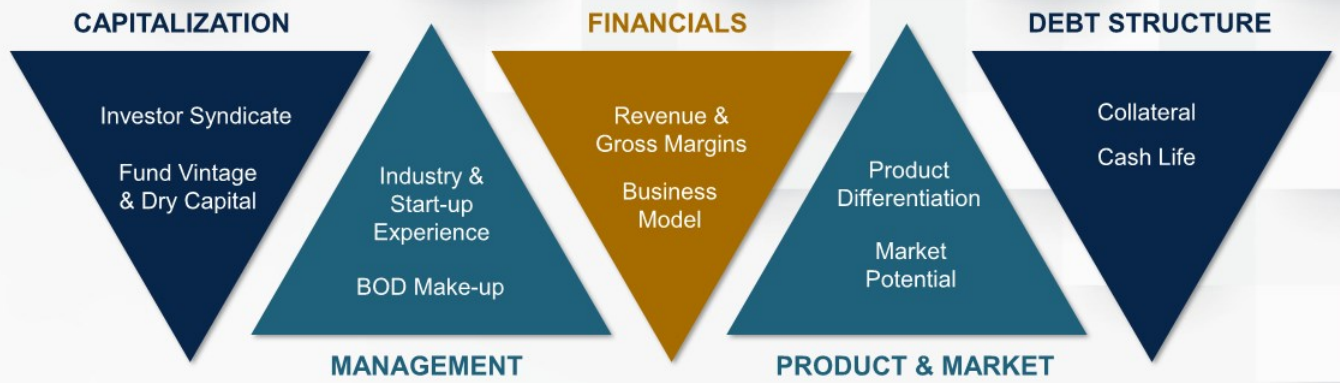 CAPITALIZATION
Investor Syndicate
Fund Vintage
& Dry Capital
Industry &
Start-up
Experience
BOD Make-up
MANAGEMENT
FINANCIALS
Revenue &
Gross Margins
Business
Model
Product
Differentiation
Market
Potential
PRODUCT & MARKET
DEBT STRUCTURE
Collateral
Cash Life